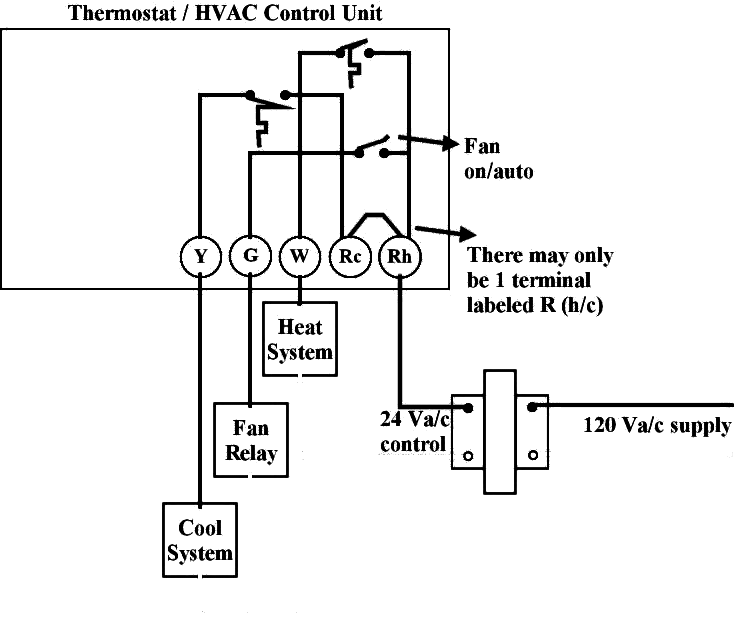 Thermostat / HVAC Control Unit
Fan
on/auto
Y G W Rc Rh
There may only
be 1 terminal
labeled R (h/c)
Heat
System
24 Va/c
control
120 Va/c supply
Fan
Relay
Cool
System